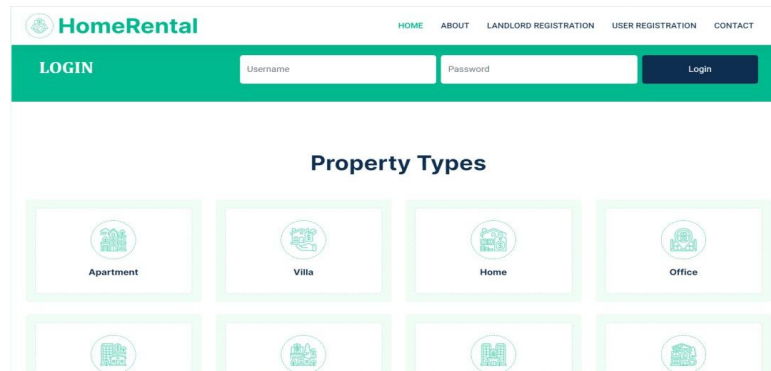 HomeRental
HOME ABOUT LANDLORD REGISTRATION USER REGISTRATION CONTACT
LOGIN Username Password Login
Property Types
Apartment Villa Home Office